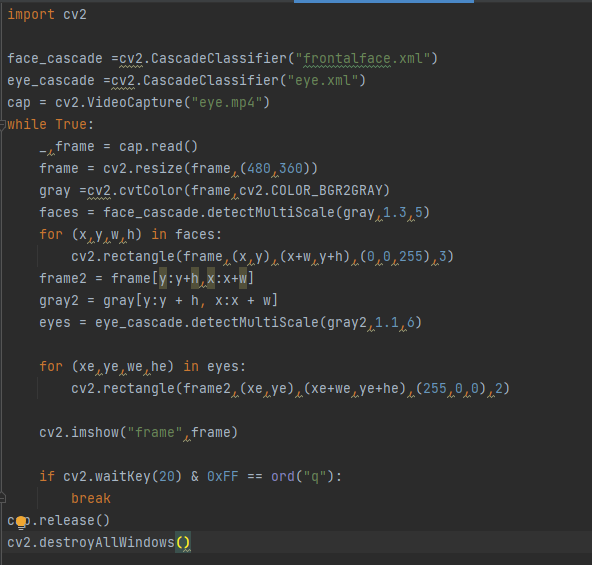 import cv2

face_cascade =cv2.CascadeClassifier("frontalface.xml")
eye_cascade =cv2.CascadeClassifier("eye.xml")
cap = cv2.VideoCapture("eye.mp4")
while True:
    _,frame = cap.read()
    frame = cv2.resize(frame,(480,360))
    gray =cv2.cvtColor(frame,cv2.COLOR_BGR2GRAY)
    faces = face_cascade.detectMultiScale(gray,1.3,5)
    for (x,y,w,h) in faces:
        cv2.rectangle(frame,(x,y),(x+w,y+h),(0,0,255),3)
    frame2 = frame[y:y+h,x:x+w]
    gray2 = gray[y:y + h, x:x + w]
    eyes = eye_cascade.detectMultiScale(gray2,1.1,6)

    for (xe,ye,we,he) in eyes:
        cv2.rectangle(frame2,(xe,ye),(xe+we,ye+he),(255,0,0),2)

    cv2.imshow("frame",frame)

    if cv2.waitKey(20) & 0xFF == ord("q"):
        break
cap.release()
cv2.destroyAllWindows()